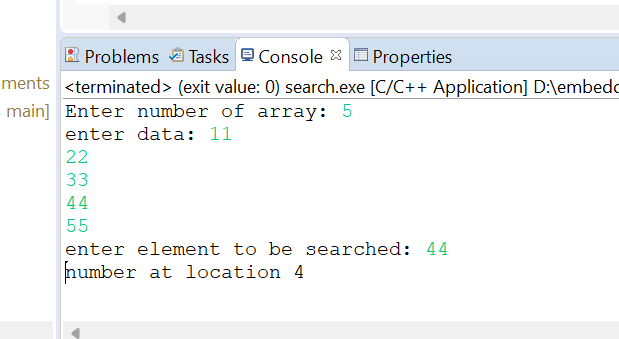 Problems Tasks Console Properties
ments
<terminated> (exit value: 0) search.exe [C/C++ Application] D:\embedd
main]
Enter number of array: 5
enter data: 11
22
33
44
55
enter element to be searched: 44
number at location 4